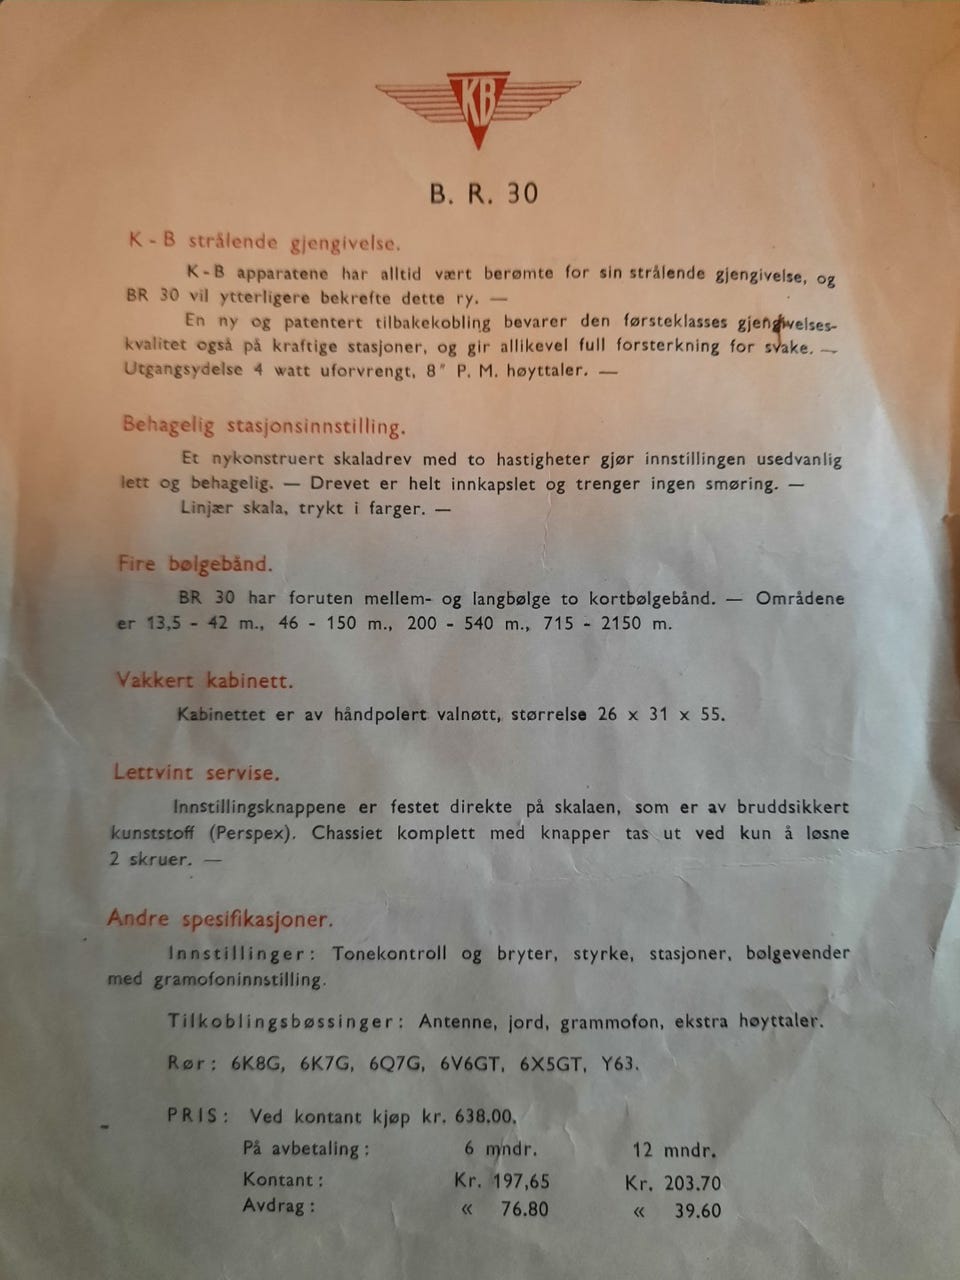 KB
B. R. 30
K - B strålende gjengivelse.
K - B apparatene har alltid vært berømte for sin strålende gjengivelse, og
BR 30 vil ytterligere bekrefte dette ry. —
En ny og patentert tilbakekobling bevarer den førsteklasses gjengivelses-
kvalitet også på kraftige stasjoner, og gir allikevel full forsterkning for svake. —
Utgangsydelse 4 watt uforvrengt, 8" P. M. høyttaler. —
Behagelig stasjonsinnstilling.
Et nykonstruert skaladrev med to hastigheter gjør innstillingen usedvanlig
lett og behagelig. — Drevet er helt innkapslet og trenger ingen smøring. —
Linjær skala, trykt i farger. —
Fire bølgebånd.
BR 30 har foruten mellem- og langbølge to kortbølgebånd. — Områdene
er 13,5 - 42 m., 46 - 150 m., 200 - 540 m., 715 - 2150 m.
Vakkert kabinett.
Kabinettet er av håndpolert valnøtt, størrelse 26 x 31 x 55.
Lettvint servise.
Innstillingsknappene er festet direkte på skalaen, som er av bruddsikkert
kunststoff (Perspex). Chassiet komplett med knapper tas ut ved kun å løsne
2 skruer. —
Andre spesifikasjoner.
Innstillinger: Tonekontroll og bryter, styrke, stasjoner, bølgevender
med gramofoninnstilling.
Tilkoblingsbøssinger: Antenne, jord, grammofon, ekstra høyttaler.
Rør: 6K8G, 6K7G, 6Q7G, 6V6GT, 6X5GT, Y63.
PRIS: Ved kontant kjøp kr. 638.00.
På avbetaling: 6 mndr. 12 mndr.
Kontant: Kr. 197,65 Kr. 203.70
Avdrag: « 76.80 « 39.60